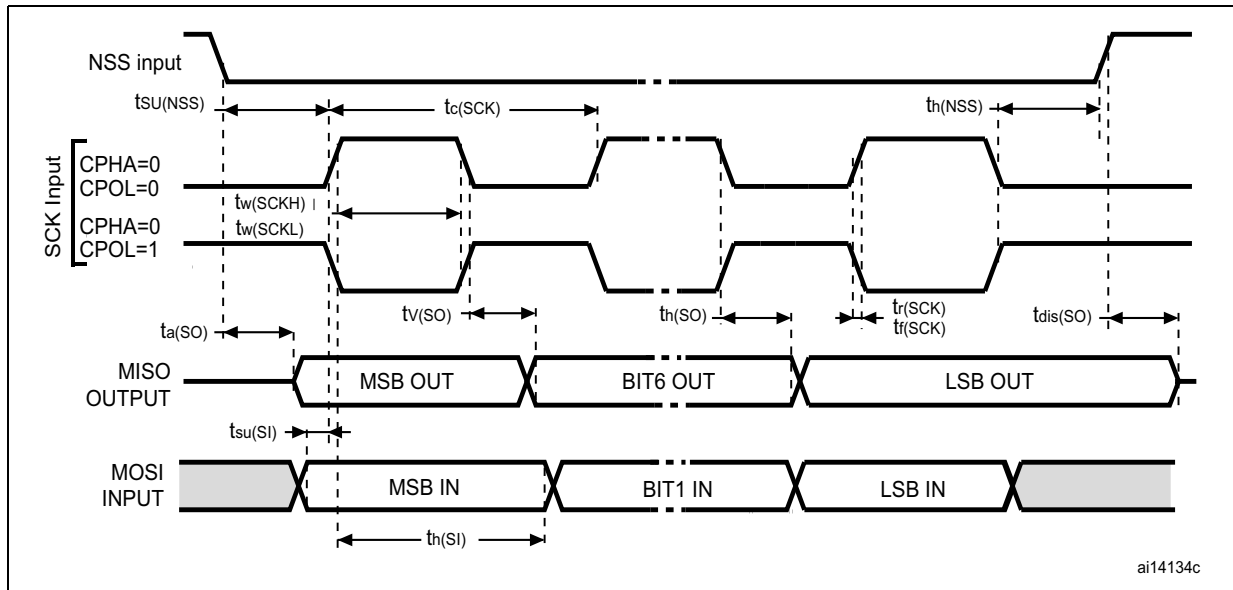 NSS input
tSU(NSS)
tc(SCK)
th(NSS)
SCK Input
CPHA=0
CPOL=0
tw(SCKH)
CPHA=0
tw(SCKL)
CPOL=1
tV(SO)
th(SO)
tr(SCK)
tf(SCK)
ta(SO)
tdis(SO)
MISO
OUTPUT
MSB OUT
BIT6 OUT
LSB OUT
tsu(SI)
MOSI
INPUT
MSB IN
BIT1 IN
LSB IN
th(SI)
ai14134c